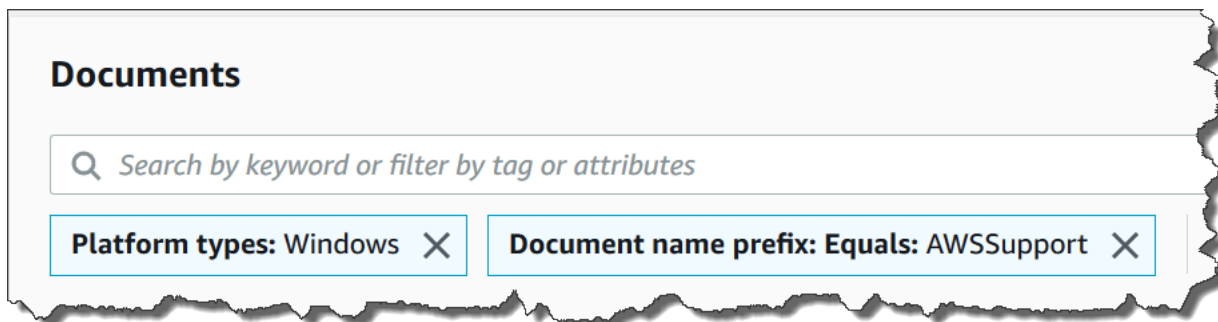 Documents
Search by keyword or filter by tag or attributes
Platform types: Windows Document name prefix: Equals: AWSSupport